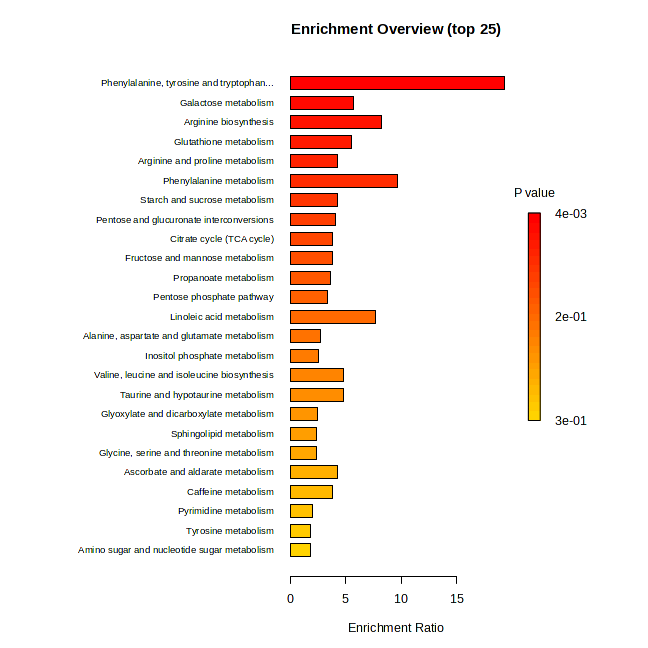 Enrichment Overview (top 25)
Phenylalanine, tyrosine and tryptophan...
Galactose metabolism
Arginine biosynthesis
Glutathione metabolism
Arginine and proline metabolism
Phenylalanine metabolism
Starch and sucrose metabolism
Pentose and glucuronate interconversions
Citrate cycle (TCA cycle)
Fructose and mannose metabolism
Propanoate metabolism
Pentose phosphate pathway
Linoleic acid metabolism
Alanine, aspartate and glutamate metabolism
Inositol phosphate metabolism
Valine, leucine and isoleucine biosynthesis
Taurine and hypotaurine metabolism
Glyoxylate and dicarboxylate metabolism
Sphingolipid metabolism
Glycine, serine and threonine metabolism
Ascorbate and aldarate metabolism
Caffeine metabolism
Pyrimidine metabolism
Tyrosine metabolism
Amino sugar and nucleotide sugar metabolism
0 5 10 15
Enrichment Ratio
P value
4e-03
2e-01
3e-01